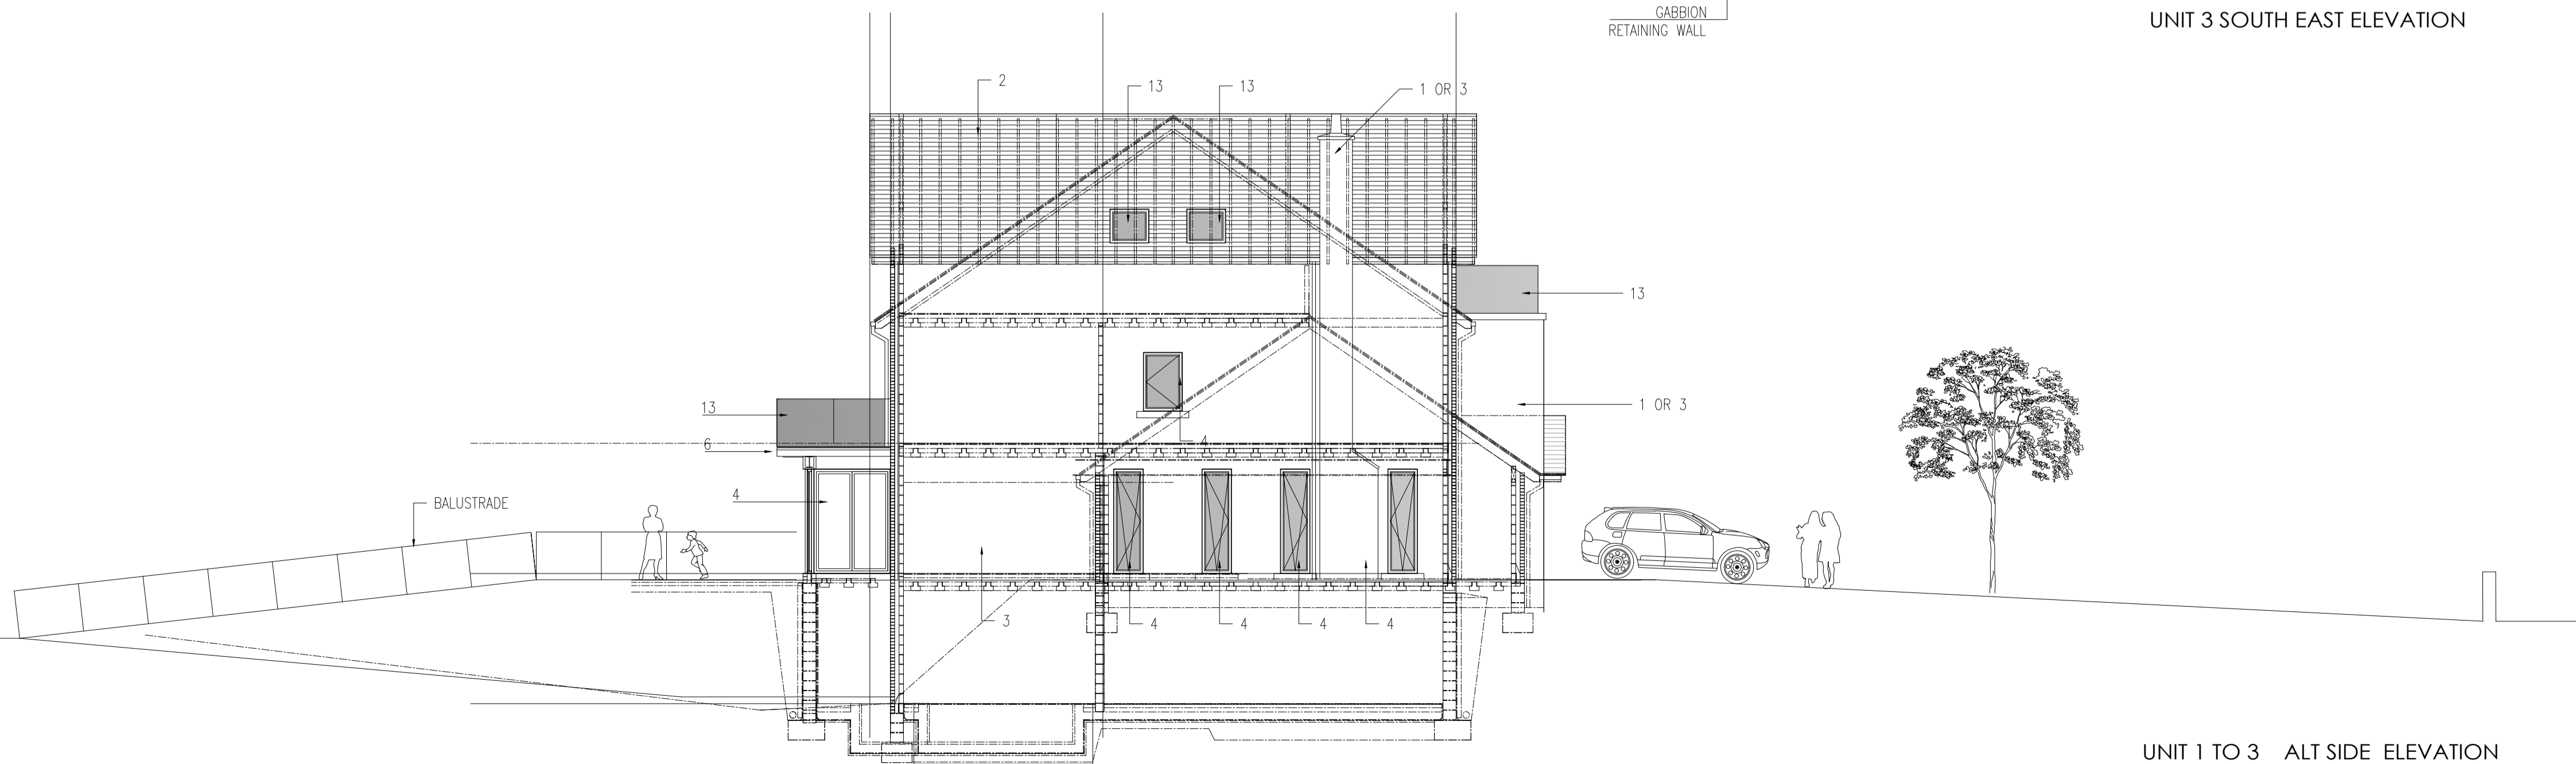 GABBION
RETAINING WALL
UNIT 3 SOUTH EAST ELEVATION
2
13
13
1 OR 3
13
13
1 OR 3
6
4
4
BALUSTRADE
3
4
4
4
4
UNIT 1 TO 3 ALT SIDE ELEVATION